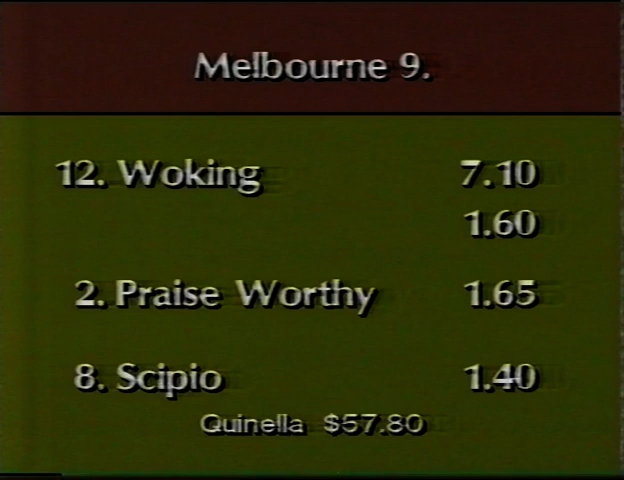 Melbourne 9.
12. Woking 7.10
1.60
2. Praise Worthy 1.65
8. Scipio 1.40
Quinella $57.80